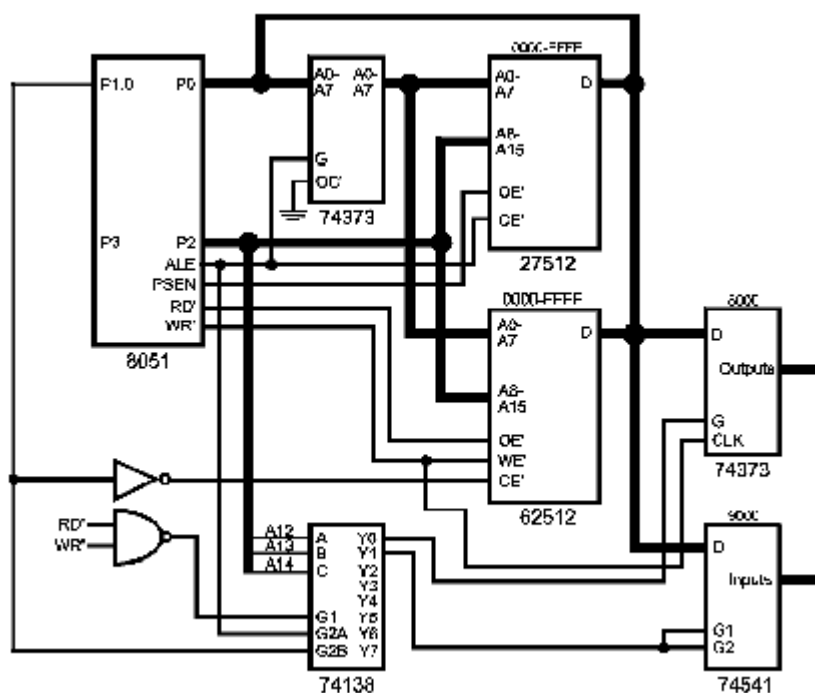 0000-FFFF
P1.0
P0
A0-
A7
A0-
A7
A0-
A7
D
A8-
A15
G
OC'
OE'
CE'
74373
27512
P3
P2
ALE
PSEN
RD'
WR'
8051
0000-FFFF
A0-
A7
D
A8-
A15
OE'
WE'
CE'
62512
8000
D
Outputs
G
CLK
74373
RD'
WR'
A12
A13
A14
A
B
C
G1
G2A
G2B
Y0
Y1
Y2
Y3
Y4
Y5
Y6
Y7
74138
9000
D
Inputs
G1
G2
74541